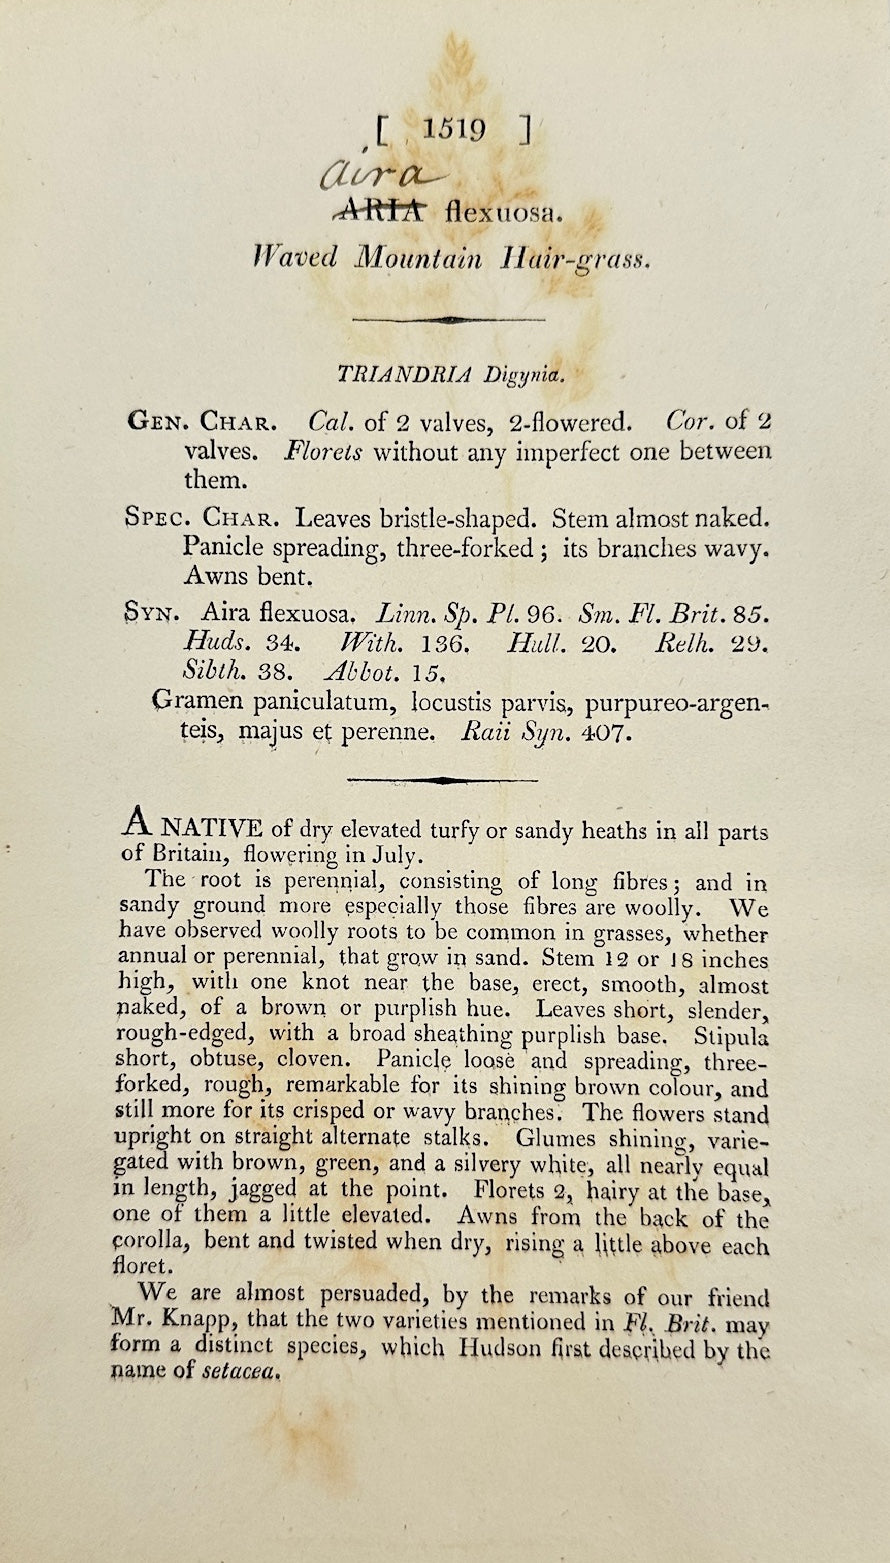 [ 1519 ]
Aira
ARIA flexuosa.
Waved Mountain Hair-grass.
TRIANDRIA Digynia.
GEN. CHAR. Cal. of 2 valves, 2-flowered. Cor. of 2
valves. Florets without any imperfect one between
them.
SPEC. CHAR. Leaves bristle-shaped. Stem almost naked.
Panicle spreading, three-forked; its branches wavy.
Awns bent.
SYN. Aira flexuosa. Linn. Sp. Pl. 96. Sm. Fl. Brit. 85.
Huds. 34. With. 136. Hull. 20. Relh. 29.
Sibth. 38. Abbot. 15.
Gramen paniculatum, locustis parvis, purpureo-argen-
teis, majus et perenne. Raii Syn. 407.
A NATIVE of dry elevated turfy or sandy heaths in all parts
of Britain, flowering in July.
The root is perennial, consisting of long fibres; and in
sandy ground more especially those fibres are woolly. We
have observed woolly roots to be common in grasses, whether
annual or perennial, that grow in sand. Stem 12 or 18 inches
high, with one knot near the base, erect, smooth, almost
naked, of a brown or purplish hue. Leaves short, slender,
rough-edged, with a broad sheathing purplish base. Stipula
short, obtuse, cloven. Panicle loose and spreading, three-
forked, rough, remarkable for its shining brown colour, and
still more for its crisped or wavy branches. The flowers stand
upright on straight alternate stalks. Glumes shining, varie-
gated with brown, green, and a silvery white, all nearly equal
in length, jagged at the point. Florets 2, hairy at the base,
one of them a little elevated. Awns from the back of the
corolla, bent and twisted when dry, rising a little above each
floret.
We are almost persuaded, by the remarks of our friend
Mr. Knapp, that the two varieties mentioned in Fl. Brit. may
form a distinct species, which Hudson first described by the
name of setacea.